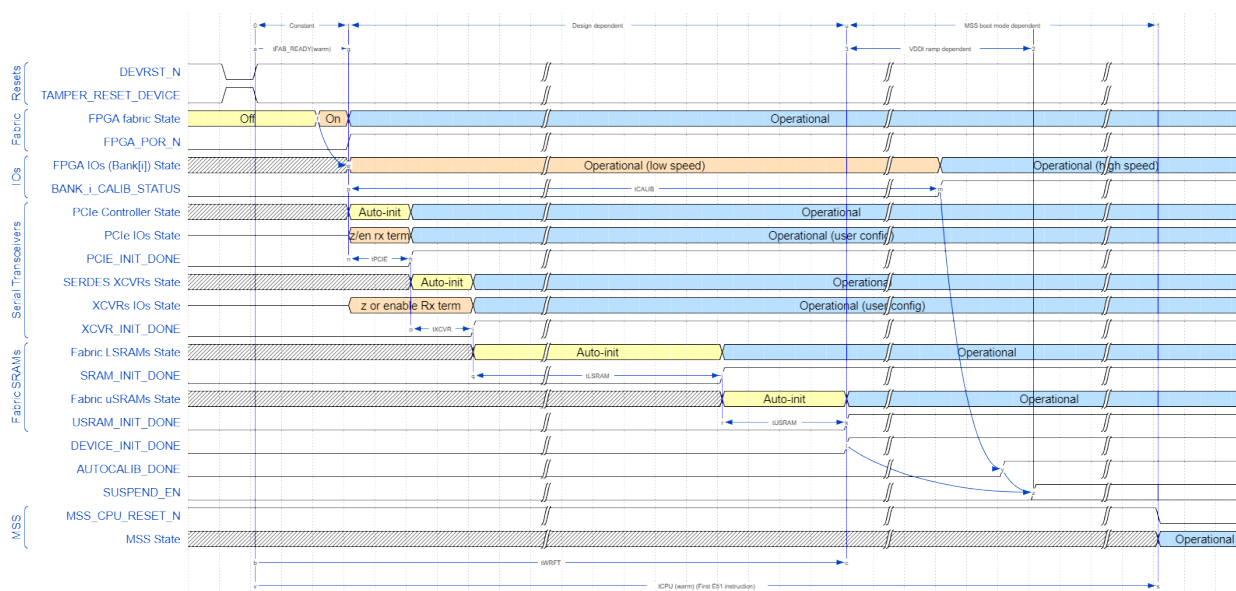 0 Constant t Design dependent u MSS boot mode dependent 1
a tFAB_READY(warm) g 3 VDDI ramp dependent 2
DEVRST_N
Resets
TAMPER_RESET_DEVICE
FPGA fabric State Off On Operational
Fabric
FPGA_POR_N
FPGA IOs (Bank[i]) State Operational (low speed) Operational (high speed)
IOs
BANK_i_CALIB_STATUS p tCALIB m
PCIe Controller State Auto-init Operational
PCIe IOs State z/en rx term Operational (user config)
PCIE_INIT_DONE n tPCIE h
Serial Transceivers
SERDES XCVRs State Auto-init Operational
XCVRs IOs State z or enable Rx term Operational (user config)
XCVR_INIT_DONE o tXCVR
Fabric LSRAMs State Auto-init Operational
SRAM_INIT_DONE q tLSRAM
Fabric SRAMs
Fabric uSRAMs State Auto-init Operational
USRAM_INIT_DONE r tUSRAM k
DEVICE_INIT_DONE
AUTOCALIB_DONE
SUSPEND_EN
MSS_CPU_RESET_N
MSS
MSS State Operational
b tWRFT c
v tCPU (warm) (First E51 instruction) s